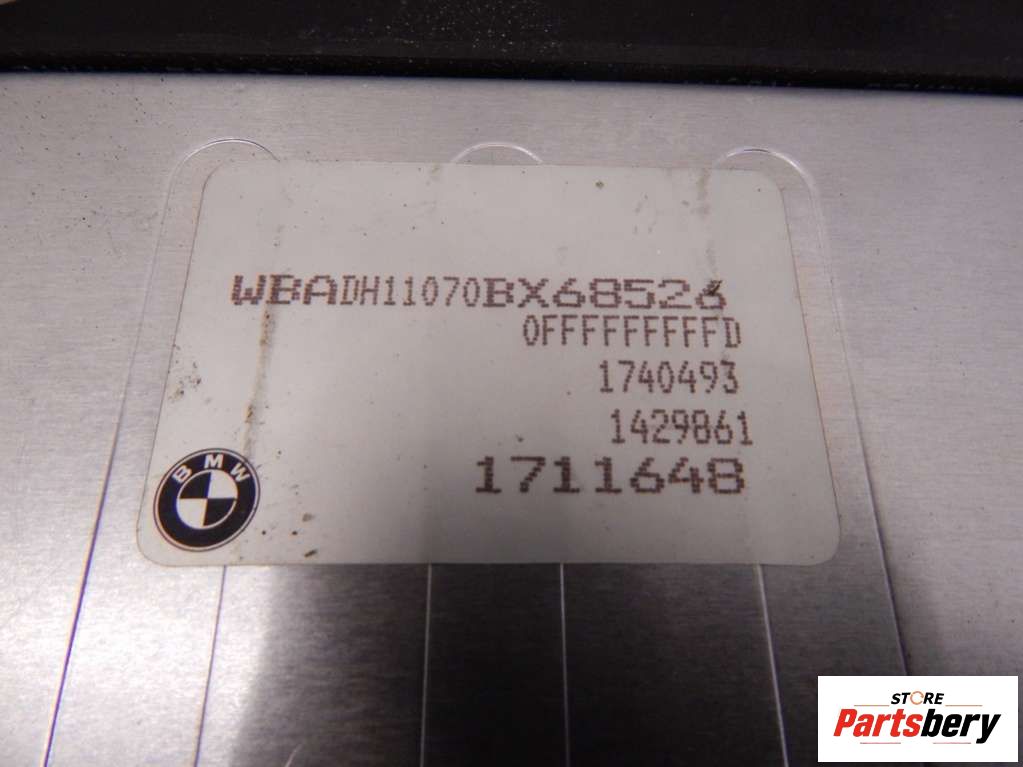 WBADH11070BX68526
0FFFFFFFFFD
1740493
1429861
1711648
BMW
STORE
Partsbery